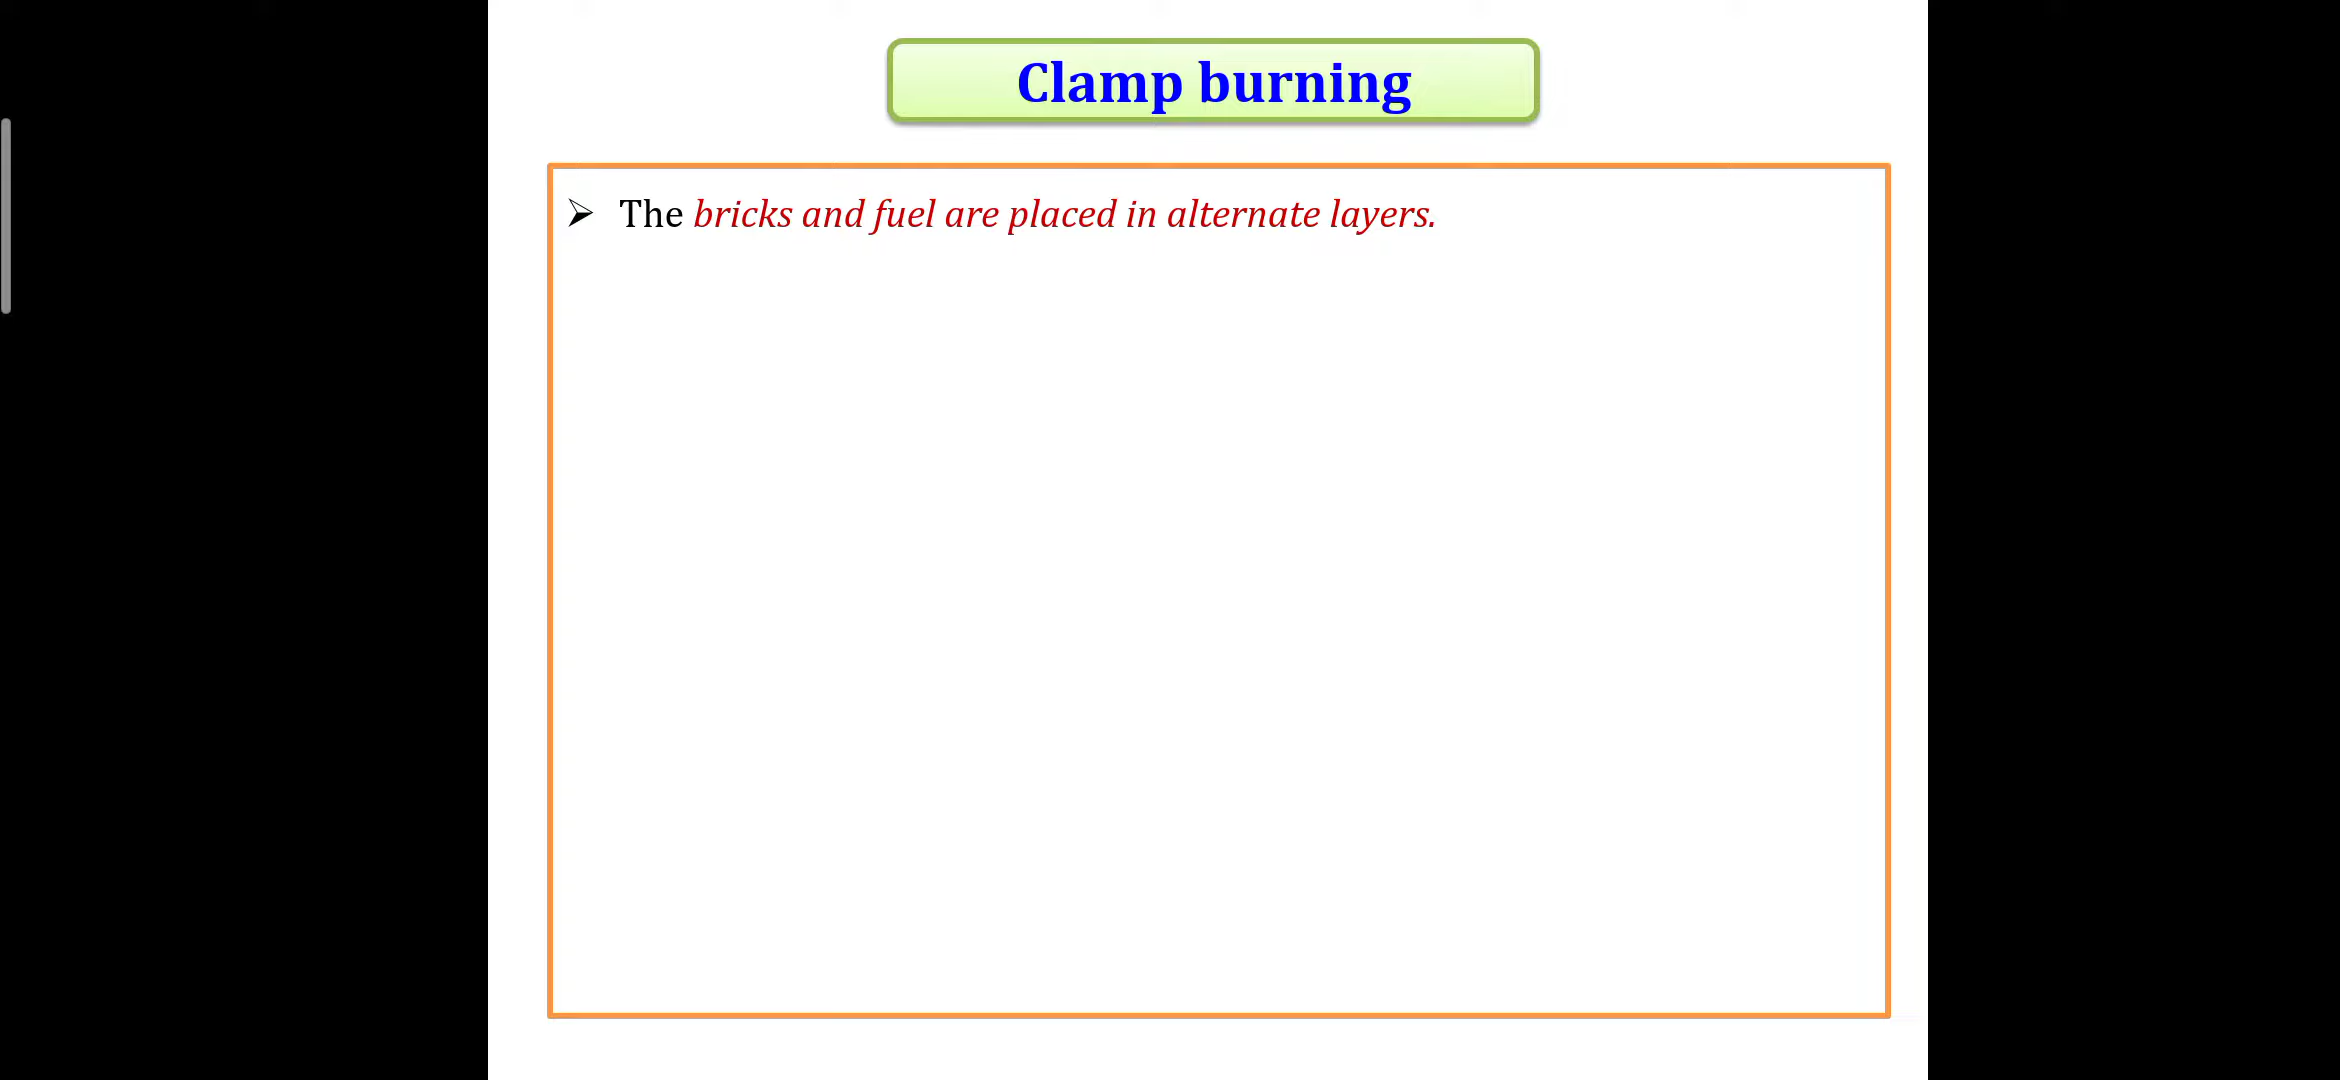 Clamp burning
➢ The bricks and fuel are placed in alternate layers.